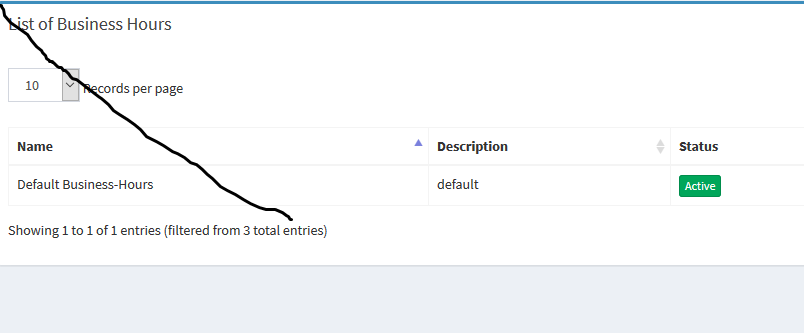 List of Business Hours
10 Records per page
Name Description Status
Default Business-Hours default Active
Showing 1 to 1 of 1 entries (filtered from 3 total entries)